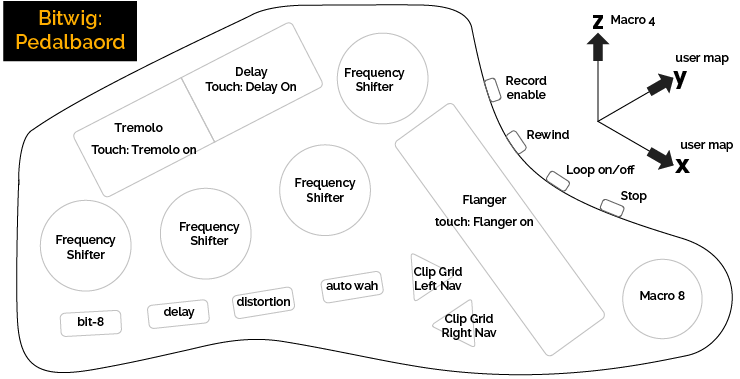 Bitwig:
Pedalbaord
z Macro 4
user map
y
user map
x
Delay
Touch: Delay On
Frequency
Shifter
Record
enable
Tremolo
Touch: Tremolo on
Rewind
Loop on/off
Stop
Frequency
Shifter
Flanger
touch: Flanger on
Frequency
Shifter
Frequency
Shifter
Clip Grid
Left Nav
auto wah
distortion
delay
bit-8
Clip Grid
Right Nav
Macro 8